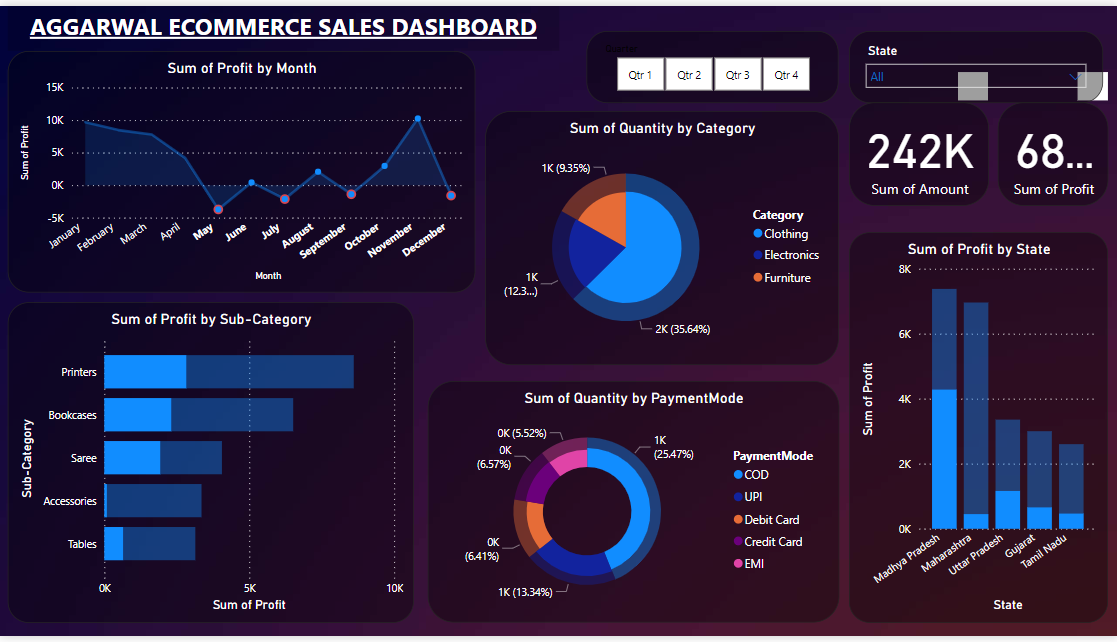 AGGARWAL ECOMMERCE SALES DASHBOARD
Sum of Profit by Month
15K
10K
5K
0K
-5K
Sum of Profit
January
February
March
April
May
June
July
August
September
October
November
December
Month
Quarter
Qtr 1
Qtr 2
Qtr 3
Qtr 4
State
All
242K
Sum of Amount
68...
Sum of Profit
Sum of Quantity by Category
1K (9.35%)
1K
(12.3...)
2K (35.64%)
Category
Clothing
Electronics
Furniture
Sum of Profit by State
8K
6K
4K
2K
0K
Sum of Profit
Madhya Pradesh
Maharashtra
Uttar Pradesh
Gujarat
Tamil Nadu
State
Sum of Profit by Sub-Category
Sub-Category
Printers
Bookcases
Saree
Accessories
Tables
0K
5K
10K
Sum of Profit
Sum of Quantity by PaymentMode
0K (5.52%)
0K
(6.57%)
0K
(6.41%)
1K (13.34%)
1K
(25.47%)
PaymentMode
COD
UPI
Debit Card
Credit Card
EMI